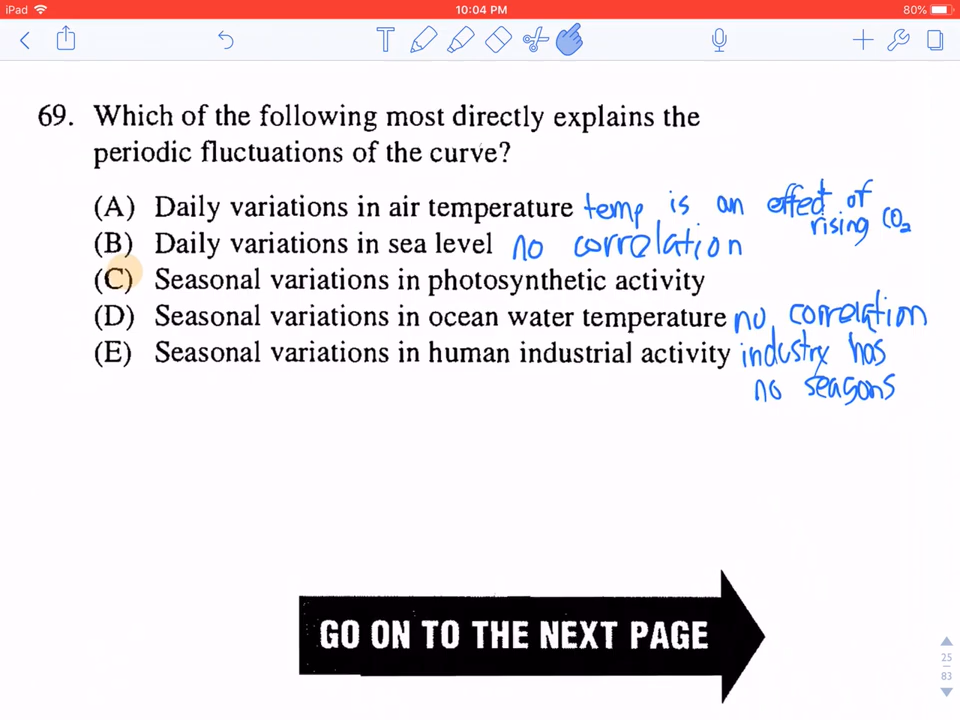 iPad 10:04 PM 80%
T
69. Which of the following most directly explains the
periodic fluctuations of the curve?
(A) Daily variations in air temperature temp is an effect of
rising CO2
(B) Daily variations in sea level no correlation
(C) Seasonal variations in photosynthetic activity
(D) Seasonal variations in ocean water temperature no correlation
(E) Seasonal variations in human industrial activity industry has
no seasons
GO ON TO THE NEXT PAGE
25
83